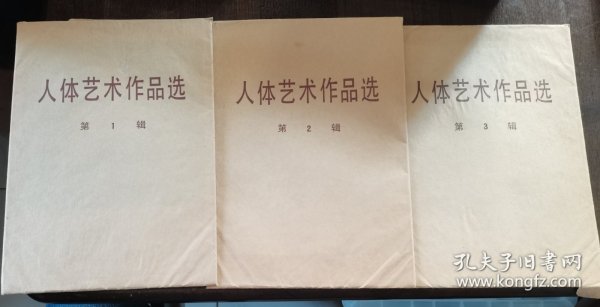 人体艺术作品选
第 1 辑
人体艺术作品选
第 2 辑
人体艺术作品选
第 3 辑
孔夫子旧书网
www.kongfz.com